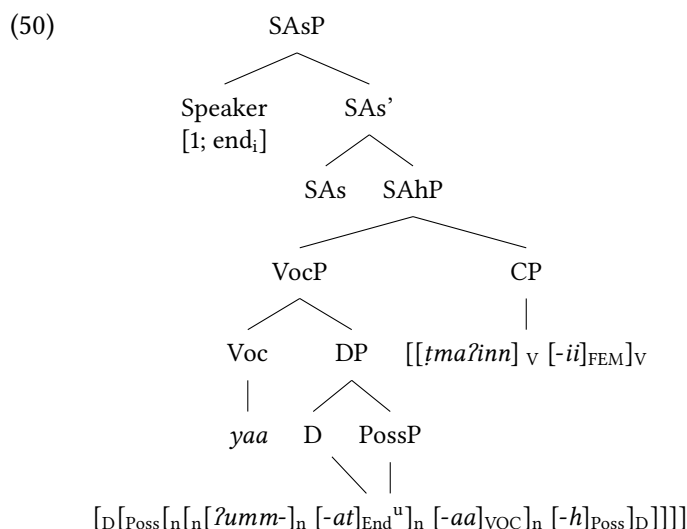 (50) SAsP
Speaker SAs’
[1; endᵢ]
SAs SAhP
VocP CP
Voc DP [[ṭmaʔinn] V [-ii]FEM]V
yaa D PossP
[D[Poss[n[n[ʔumm-]n [-at]Endᵘ]n [-aa]VOC]n [-h]Poss]D]]]]